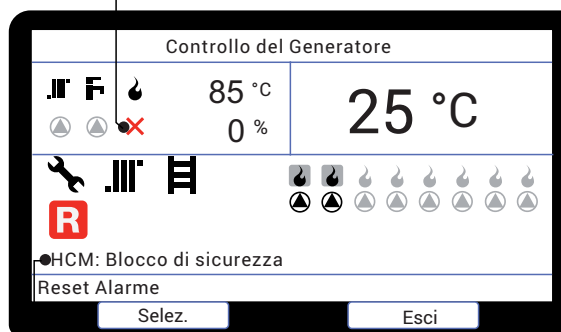 Controllo del Generatore
85 °C
0 %
25 °C
R
HCM: Blocco di sicurezza
Reset Alarme
Selez.
Esci